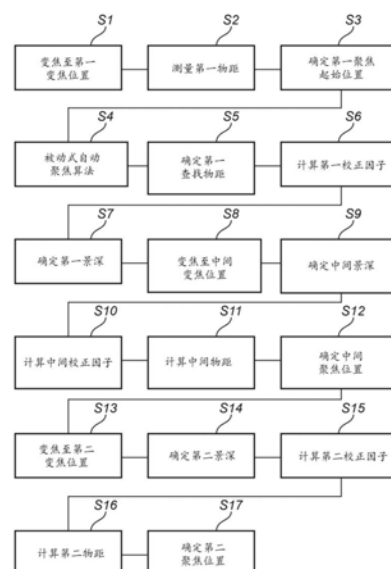 S1
变焦至第一
变焦位置
S2
测量第一物距
S3
确定第一聚焦
起始位置
S4
被动式自动
聚焦算法
S5
确定第一
查找物距
S6
计算第一校正因子
S7
确定第一景深
S8
变焦至中间
变焦位置
S9
确定中间景深
S10
计算中间校正因子
S11
计算中间物距
S12
确定中间
聚焦位置
S13
变焦至第二
变焦位置
S14
确定第二景深
S15
计算第二校正因子
S16
计算第二物距
S17
确定第二
聚焦位置